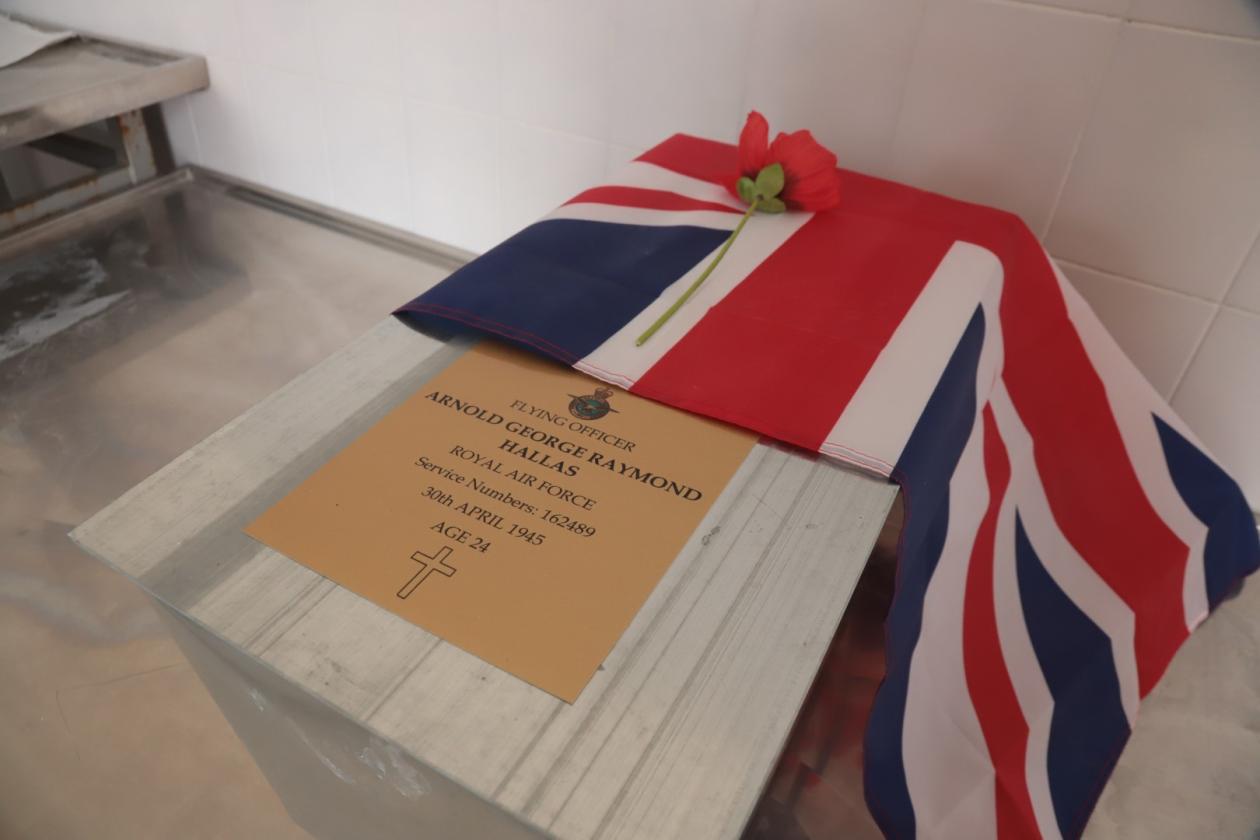 FLYING OFFICER
ARNOLD GEORGE RAYMOND
HALLAS
ROYAL AIR FORCE
Service Numbers: 162489
30th APRIL 1945
AGE 24